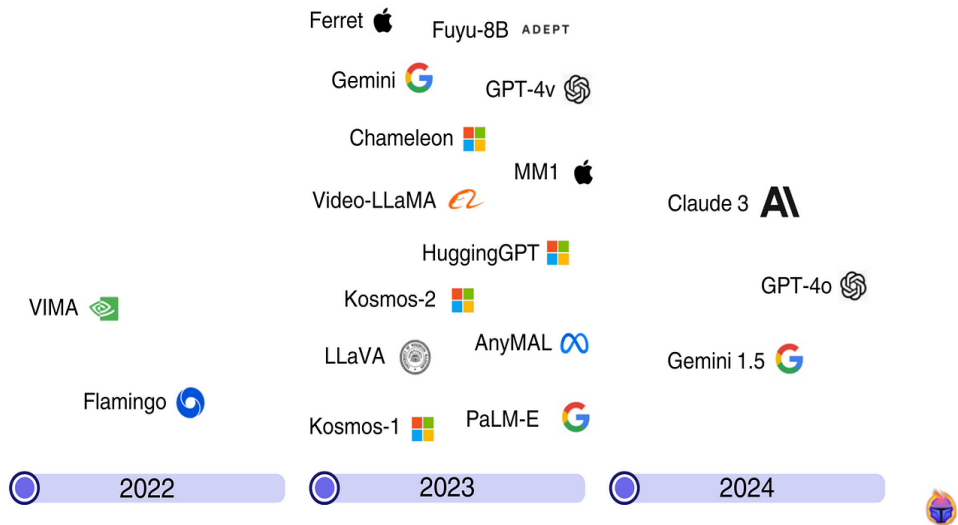 Ferret
Fuyu-8B ADEPT
Gemini
GPT-4v
Chameleon
MM1
Video-LLaMA
Claude 3
HuggingGPT
GPT-4o
Kosmos-2
VIMA
AnyMAL
LLaVA
Gemini 1.5
Flamingo
Kosmos-1
PaLM-E
2022
2023
2024